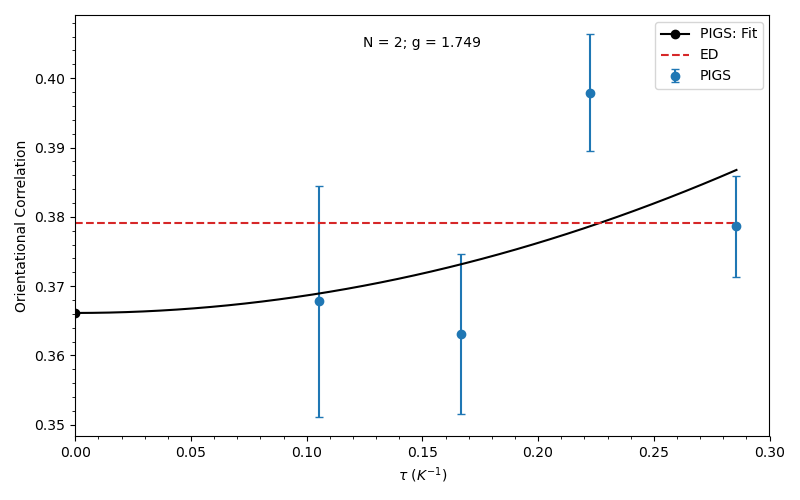 N = 2; g = 1.749
PIGS: Fit
ED
PIGS
Orientational Correlation
0.40
0.39
0.38
0.37
0.36
0.35
0.00 0.05 0.10 0.15 0.20 0.25 0.30
τ (K⁻¹)